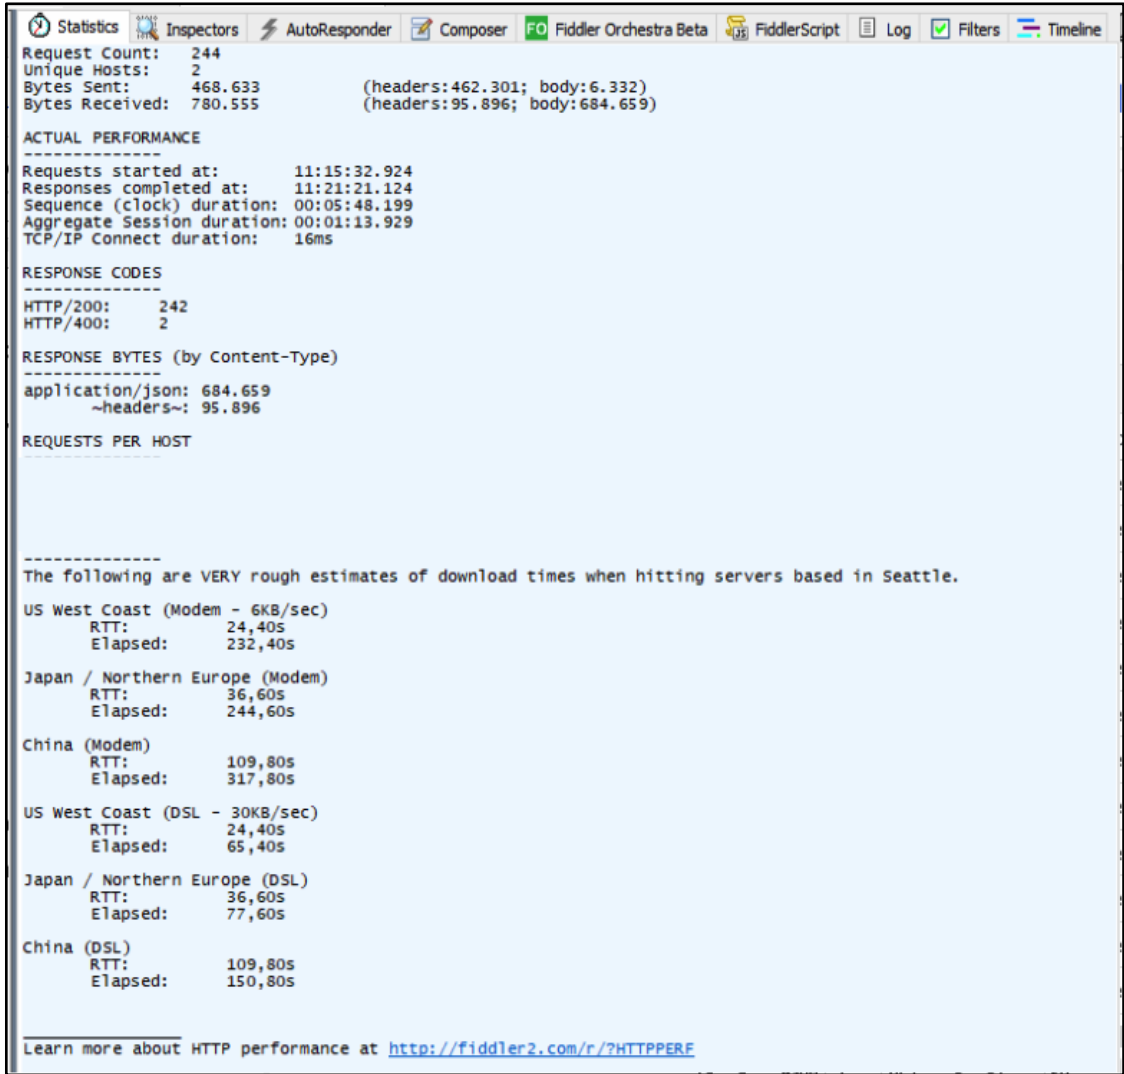 Statistics Inspectors AutoResponder Composer FO Fiddler Orchestra Beta FiddlerScript Log Filters Timeline
Request Count: 244
Unique Hosts: 2
Bytes Sent: 468.633 (headers:462.301; body:6.332)
Bytes Received: 780.555 (headers:95.896; body:684.659)
ACTUAL PERFORMANCE
--------------
Requests started at: 11:15:32.924
Responses completed at: 11:21:21.124
Sequence (clock) duration: 00:05:48.199
Aggregate Session duration: 00:01:13.929
TCP/IP Connect duration: 16ms
RESPONSE CODES
--------------
HTTP/200: 242
HTTP/400: 2
RESPONSE BYTES (by Content-Type)
--------------
application/json: 684.659
~headers~: 95.896
REQUESTS PER HOST
--------------
--------------
The following are VERY rough estimates of download times when hitting servers based in Seattle.
US West Coast (Modem - 6KB/sec)
RTT: 24,40s
Elapsed: 232,40s
Japan / Northern Europe (Modem)
RTT: 36,60s
Elapsed: 244,60s
China (Modem)
RTT: 109,80s
Elapsed: 317,80s
US West Coast (DSL - 30KB/sec)
RTT: 24,40s
Elapsed: 65,40s
Japan / Northern Europe (DSL)
RTT: 36,60s
Elapsed: 77,60s
China (DSL)
RTT: 109,80s
Elapsed: 150,80s
________________
Learn more about HTTP performance at http://fiddler2.com/r/?HTTPPERF